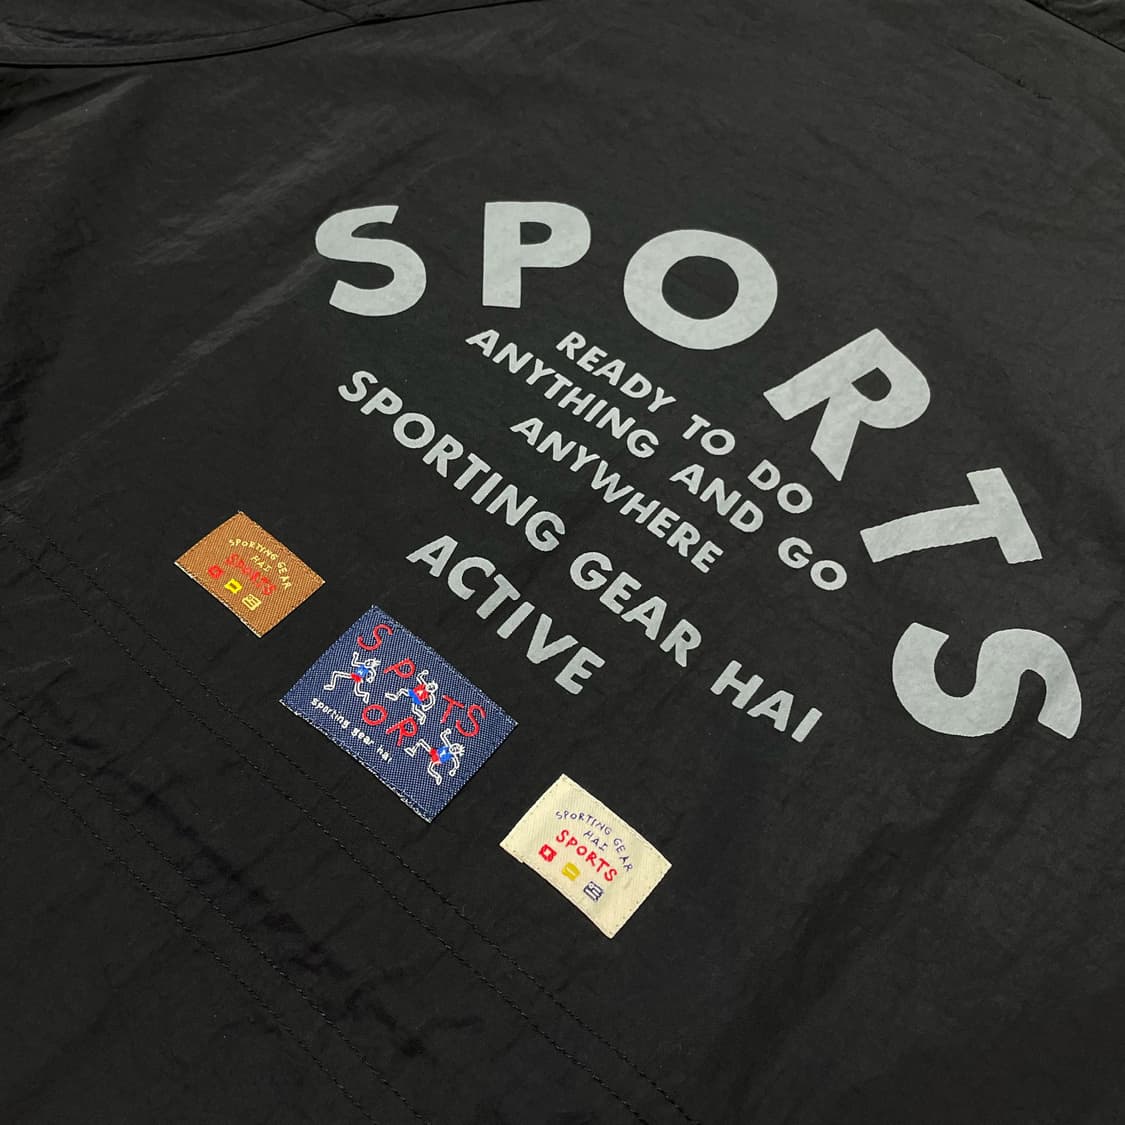 SPORTS
READY TO DO
ANYTHING AND GO
ANYWHERE
SPORTING GEAR HAI
ACTIVE
SPORTING GEAR
HAI
SPORTS
SPORTS
sporting gear hai
SPORTING GEAR
HAI
SPORTS